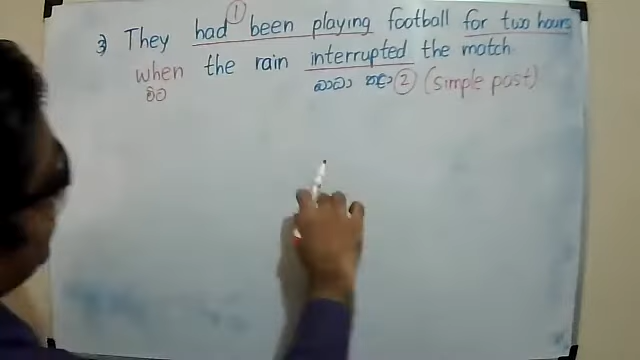 3) They had ① been playing football for two hours
when the rain interrupted the match.
විට බාධා කළා ② (simple past)